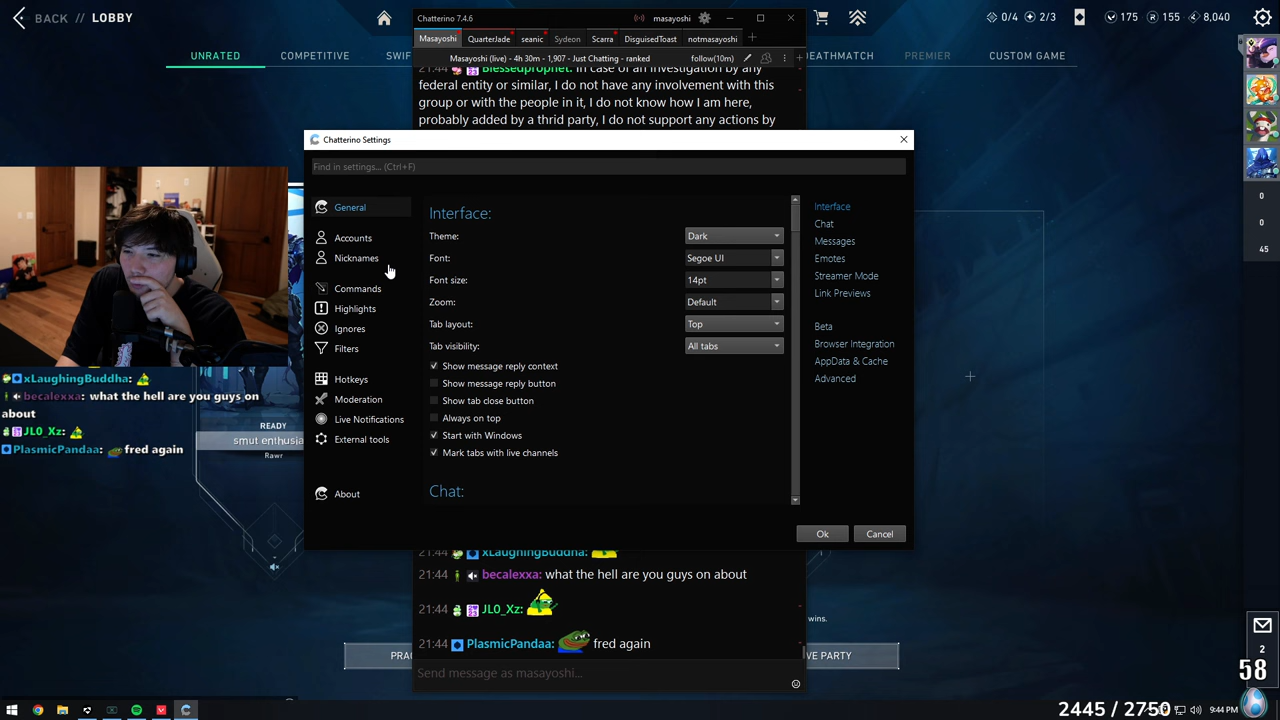 BACK // LOBBY
Chatterino 7.4.6
masayoshi
0/4
2/3
175
155
8,040
Masayoshi
QuarterJade
seanic
Sydeon
Scarra
DisguisedToast
notmasayoshi
UNRATED
COMPETITIVE
SWIF
DEATHMATCH
PREMIER
CUSTOM GAME
Masayoshi (live) - 4h 30m - 1,907 - Just Chatting - ranked
follow(10m)
21:44 Blessedprophet: In case of an investigation by any
federal entity or similar, I do not have any involvement with this
group or with the people in it, I do not know how I am here,
probably added by a thrid party, I do not support any actions by
Chatterino Settings
Find in settings... (Ctrl+F)
General
Accounts
Nicknames
Commands
Highlights
Ignores
Filters
Hotkeys
Moderation
Live Notifications
External tools
About
Interface:
Theme: Dark
Font: Segoe UI
Font size: 14pt
Zoom: Default
Tab layout: Top
Tab visibility: All tabs
Show message reply context
Show message reply button
Show tab close button
Always on top
Start with Windows
Mark tabs with live channels
Chat:
Interface
Chat
Messages
Emotes
Streamer Mode
Link Previews
Beta
Browser Integration
AppData & Cache
Advanced
Ok
Cancel
0
0
45
xLaughingBuddha:
becalexxa: what the hell are you guys on
about
JL0_Xz:
PlasmicPandaa: fred again
READY
smut enthusia
Rawr
21:44 xLaughingBuddha:
21:44 becalexxa: what the hell are you guys on about
21:44 JL0_Xz:
21:44 PlasmicPandaa: fred again
Send message as masayoshi...
wins.
PRAC
VE PARTY
2
58
2445 / 2750
9:44 PM